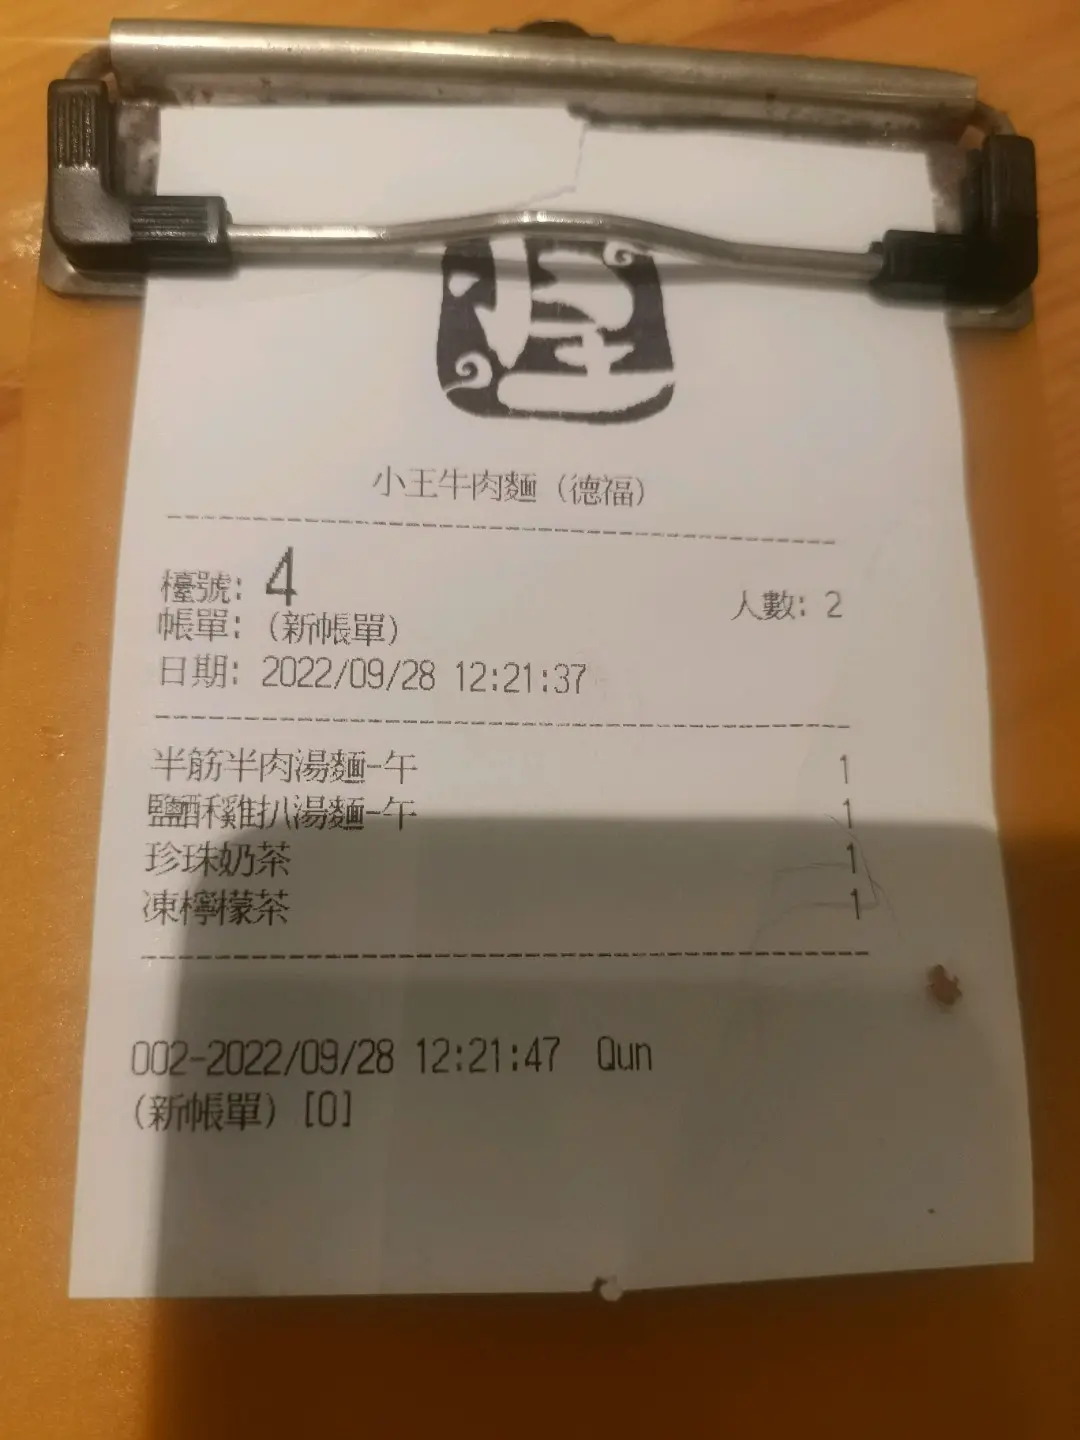 小王牛肉麵 (德福)
檯號: 4
人數: 2
帳單: (新帳單)
日期: 2022/09/28 12:21:37
半筋半肉湯麵-午 1
鹽酥雞扒湯麵-午 1
珍珠奶茶 1
凍檸檬茶 1
002-2022/09/28 12:21:47 Qun
(新帳單) [0]